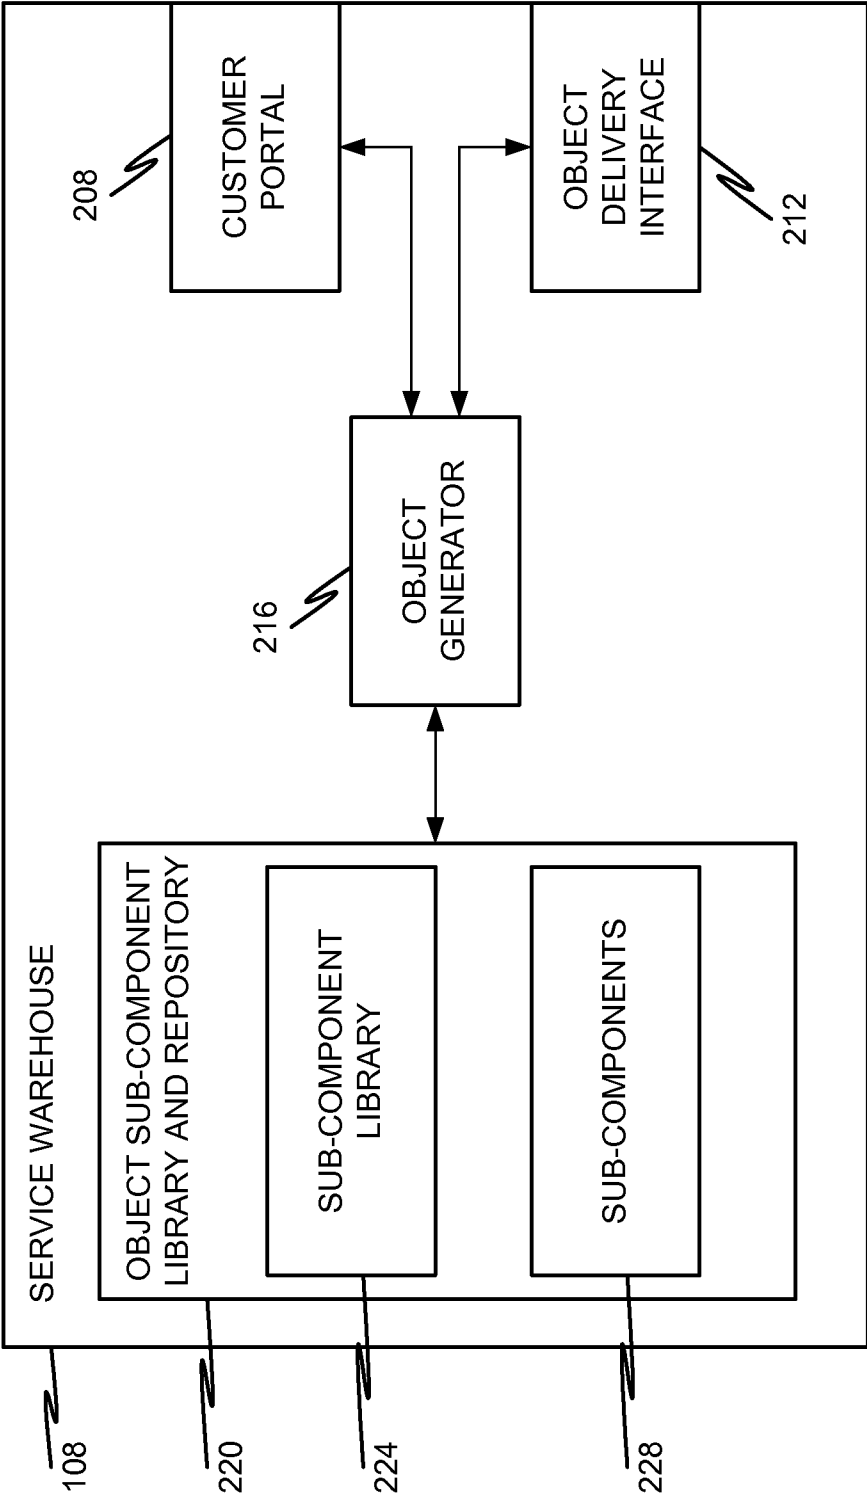 SERVICE WAREHOUSE
108
OBJECT SUB-COMPONENT
LIBRARY AND REPOSITORY
220
SUB-COMPONENT
LIBRARY
224
SUB-COMPONENTS
228
OBJECT
GENERATOR
216
CUSTOMER
PORTAL
208
OBJECT
DELIVERY
INTERFACE
212